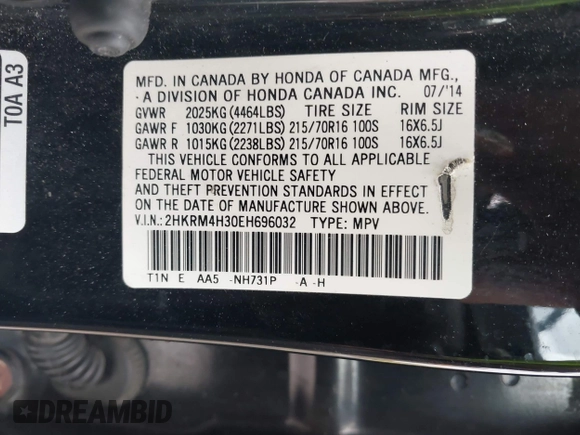 T0A A3
MFD. IN CANADA BY HONDA OF CANADA MFG.,
-A DIVISION OF HONDA CANADA INC. 07/'14
GVWR 2025KG(4464LBS) TIRE SIZE RIM SIZE
GAWR F 1030KG(2271LBS)215/70R16 100S 16X6.5J
GAWR R 1015KG(2238LBS)215/70R16 100S 16X6.5J
THIS VEHICLE CONFORMS TO ALL APPLICABLE
FEDERAL MOTOR VEHICLE SAFETY
AND THEFT PREVENTION STANDARDS IN EFFECT
ON THE DATE OF MANUFACTURE SHOWN ABOVE.
V.I.N.:2HKRM4H30EH696032 TYPE: MPV
T1N E AA5 -NH731P -A -H
DREAMBID